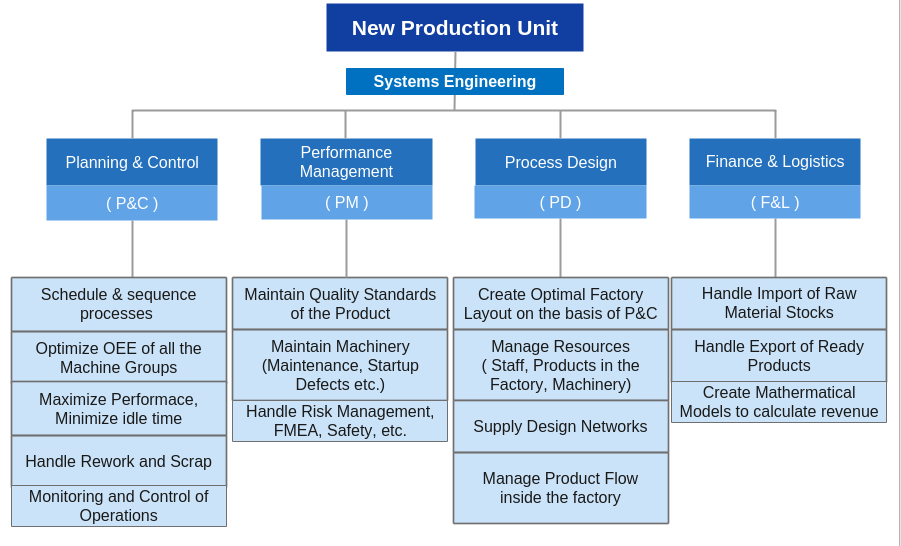 New Production Unit
Systems Engineering
Planning & Control
( P&C )
Performance
Management
( PM )
Process Design
( PD )
Finance & Logistics
( F&L )
Schedule & sequence
processes
Optimize OEE of all the
Machine Groups
Maximize Performace,
Minimize idle time
Handle Rework and Scrap
Monitoring and Control of
Operations
Maintain Quality Standards
of the Product
Maintain Machinery
(Maintenance, Startup
Defects etc.)
Handle Risk Management,
FMEA, Safety, etc.
Create Optimal Factory
Layout on the basis of P&C
Manage Resources
( Staff, Products in the
Factory, Machinery)
Supply Design Networks
Manage Product Flow
inside the factory
Handle Import of Raw
Material Stocks
Handle Export of Ready
Products
Create Mathermatical
Models to calculate revenue